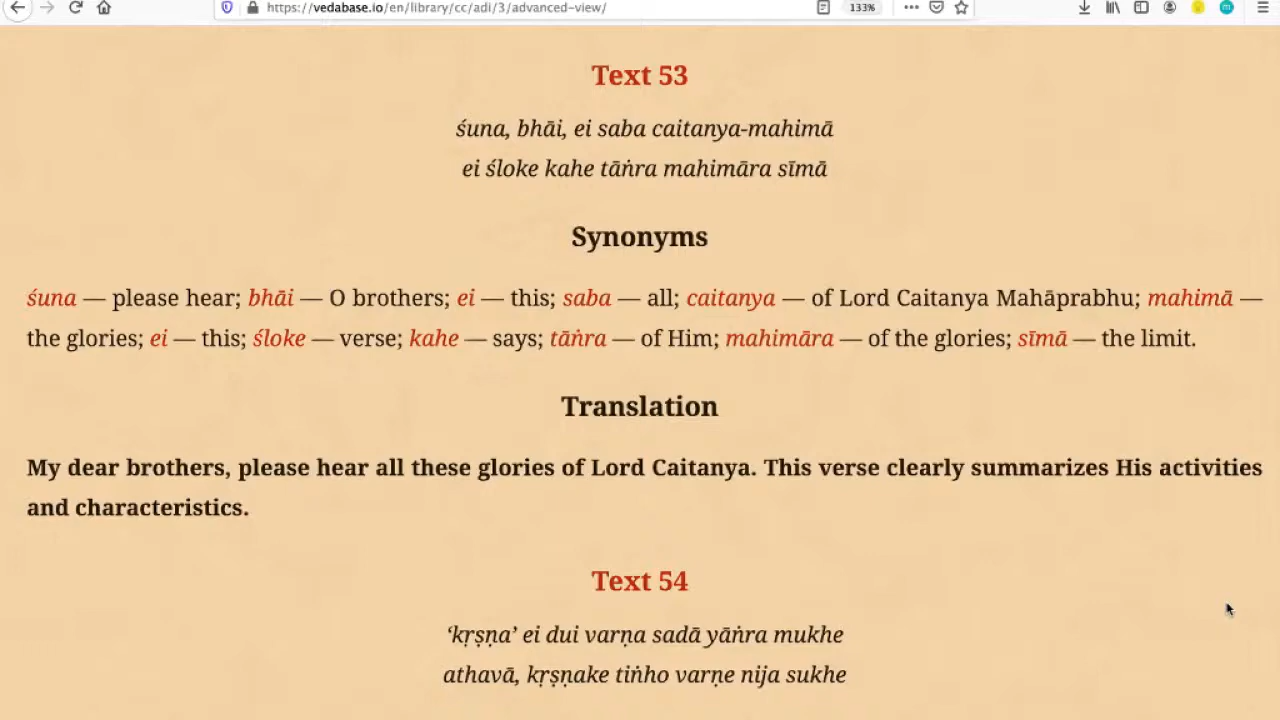 https://vedabase.io/en/library/cc/adi/3/advanced-view/
133%
Text 53
śuna, bhāi, ei saba caitanya-mahimā
ei śloke kahe tāṅra mahimāra sīmā
Synonyms
śuna — please hear; bhāi — O brothers; ei — this; saba — all; caitanya — of Lord Caitanya Mahāprabhu; mahimā —
the glories; ei — this; śloke — verse; kahe — says; tāṅra — of Him; mahimāra — of the glories; sīmā — the limit.
Translation
My dear brothers, please hear all these glories of Lord Caitanya. This verse clearly summarizes His activities
and characteristics.
Text 54
‘kṛṣṇa’ ei dui varṇa sadā yāṅra mukhe
athavā, kṛṣṇake tiṅho varṇe nija sukhe